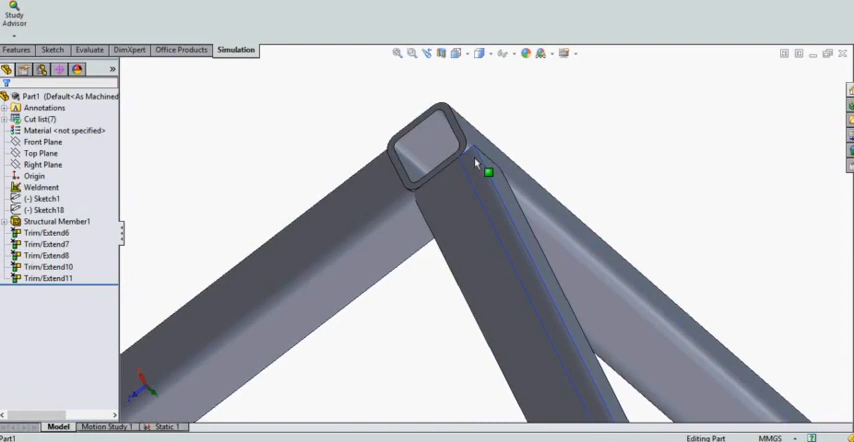 Study
Advisor
Features Sketch Evaluate DimXpert Office Products Simulation
Part1 (Default<As Machined
Annotations
Cut list(7)
Material <not specified>
Front Plane
Top Plane
Right Plane
Origin
Weldment
(-) Sketch1
(-) Sketch18
Structural Member1
Trim/Extend6
Trim/Extend7
Trim/Extend8
Trim/Extend10
Trim/Extend11
Model Motion Study 1 Static 1
Part1 Editing Part MMGS